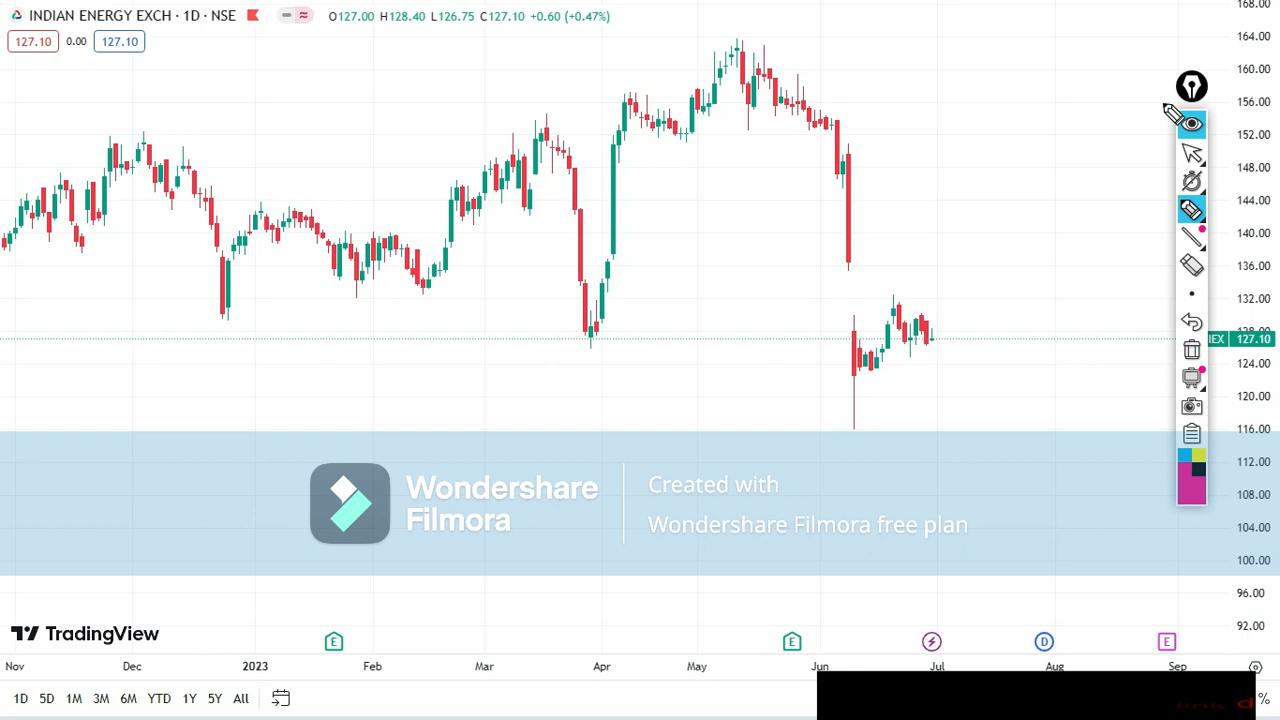 INDIAN ENERGY EXCH · 1D · NSE O127.00 H128.40 L126.75 C127.10 +0.60 (+0.47%)
127.10 0.00 127.10
168.00
164.00
160.00
156.00
152.00
148.00
144.00
140.00
136.00
132.00
128.00
127.10
124.00
120.00
116.00
112.00
108.00
104.00
100.00
96.00
92.00
Wondershare
Filmora
Created with
Wondershare Filmora free plan
TradingView
E E D E
Nov Dec 2023 Feb Mar Apr May Jun Jul Aug Sep
1D 5D 1M 3M 6M YTD 1Y 5Y All %